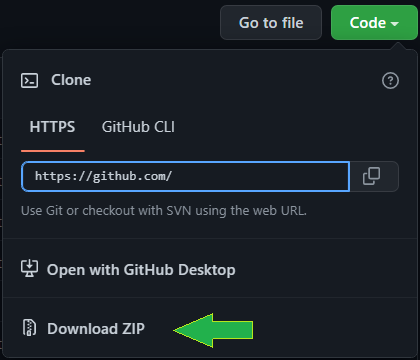 Go to file
Code
Clone
HTTPS
GitHub CLI
https://github.com/
Use Git or checkout with SVN using the web URL.
Open with GitHub Desktop
Download ZIP